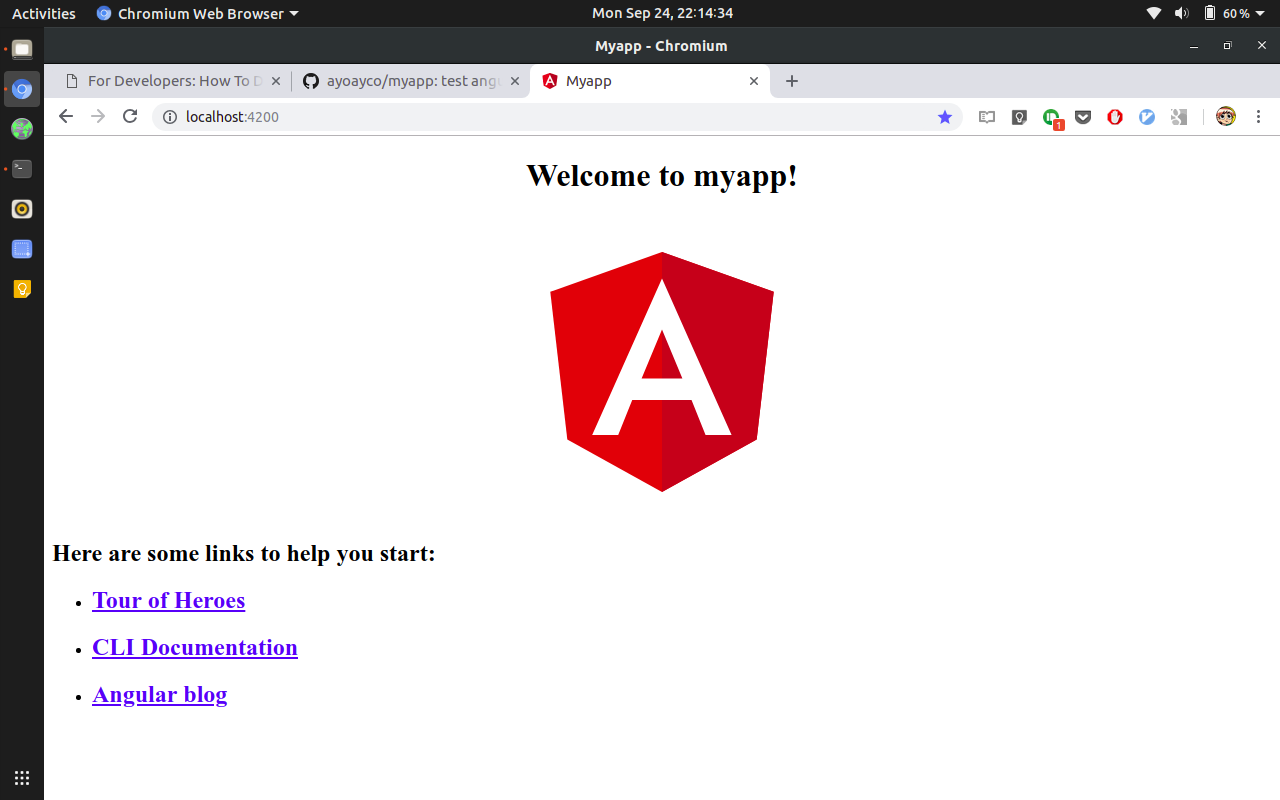 Activities
Chromium Web Browser
Mon Sep 24, 22:14:34
60 %
Myapp - Chromium
For Developers: How To D
ayoayco/myapp: test angu
Myapp
localhost:4200
1
Welcome to myapp!
A
Here are some links to help you start:
Tour of Heroes
CLI Documentation
Angular blog